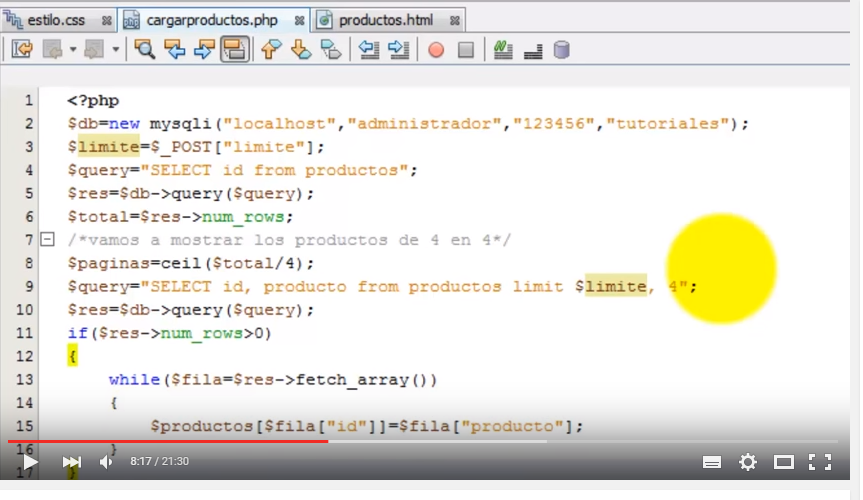 estilo.css cargarproductos.php productos.html
1 <?php
2 $db=new mysqli("localhost","administrador","123456","tutoriales");
3 $limite=$_POST["limite"];
4 $query="SELECT id from productos";
5 $res=$db->query($query);
6 $total=$res->num_rows;
7 /*vamos a mostrar los productos de 4 en 4*/
8 $paginas=ceil($total/4);
9 $query="SELECT id, producto from productos limit $limite, 4";
10 $res=$db->query($query);
11 if($res->num_rows>0)
12 {
13 while($fila=$res->fetch_array())
14 {
15 $productos[$fila["id"]]=$fila["producto"];
16 }
17 }
8:17 / 21:30